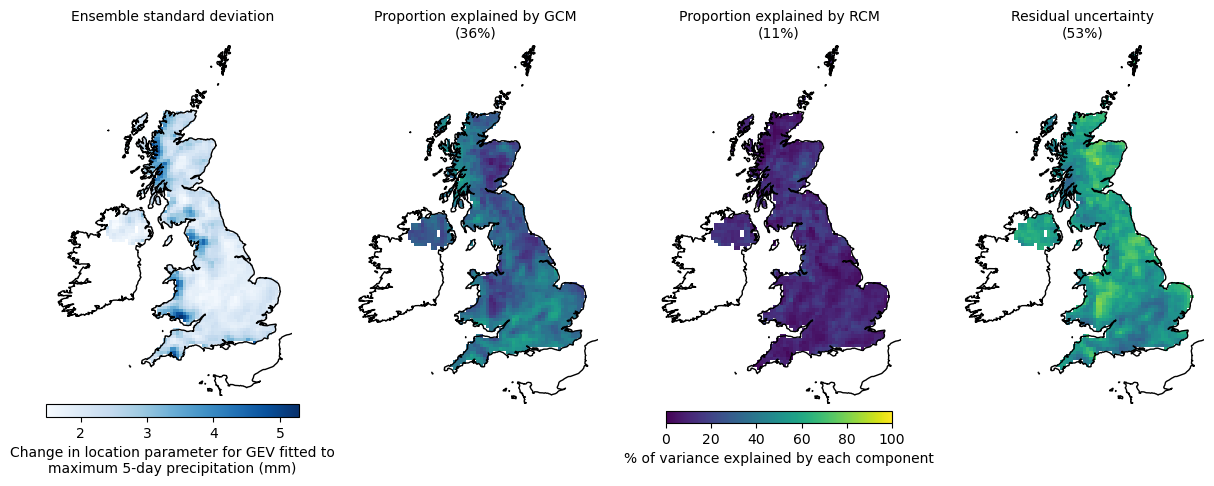 Ensemble standard deviation
Proportion explained by GCM
(36%)
Proportion explained by RCM
(11%)
Residual uncertainty
(53%)
2 3 4 5
Change in location parameter for GEV fitted to
maximum 5-day precipitation (mm)
0 20 40 60 80 100
% of variance explained by each component